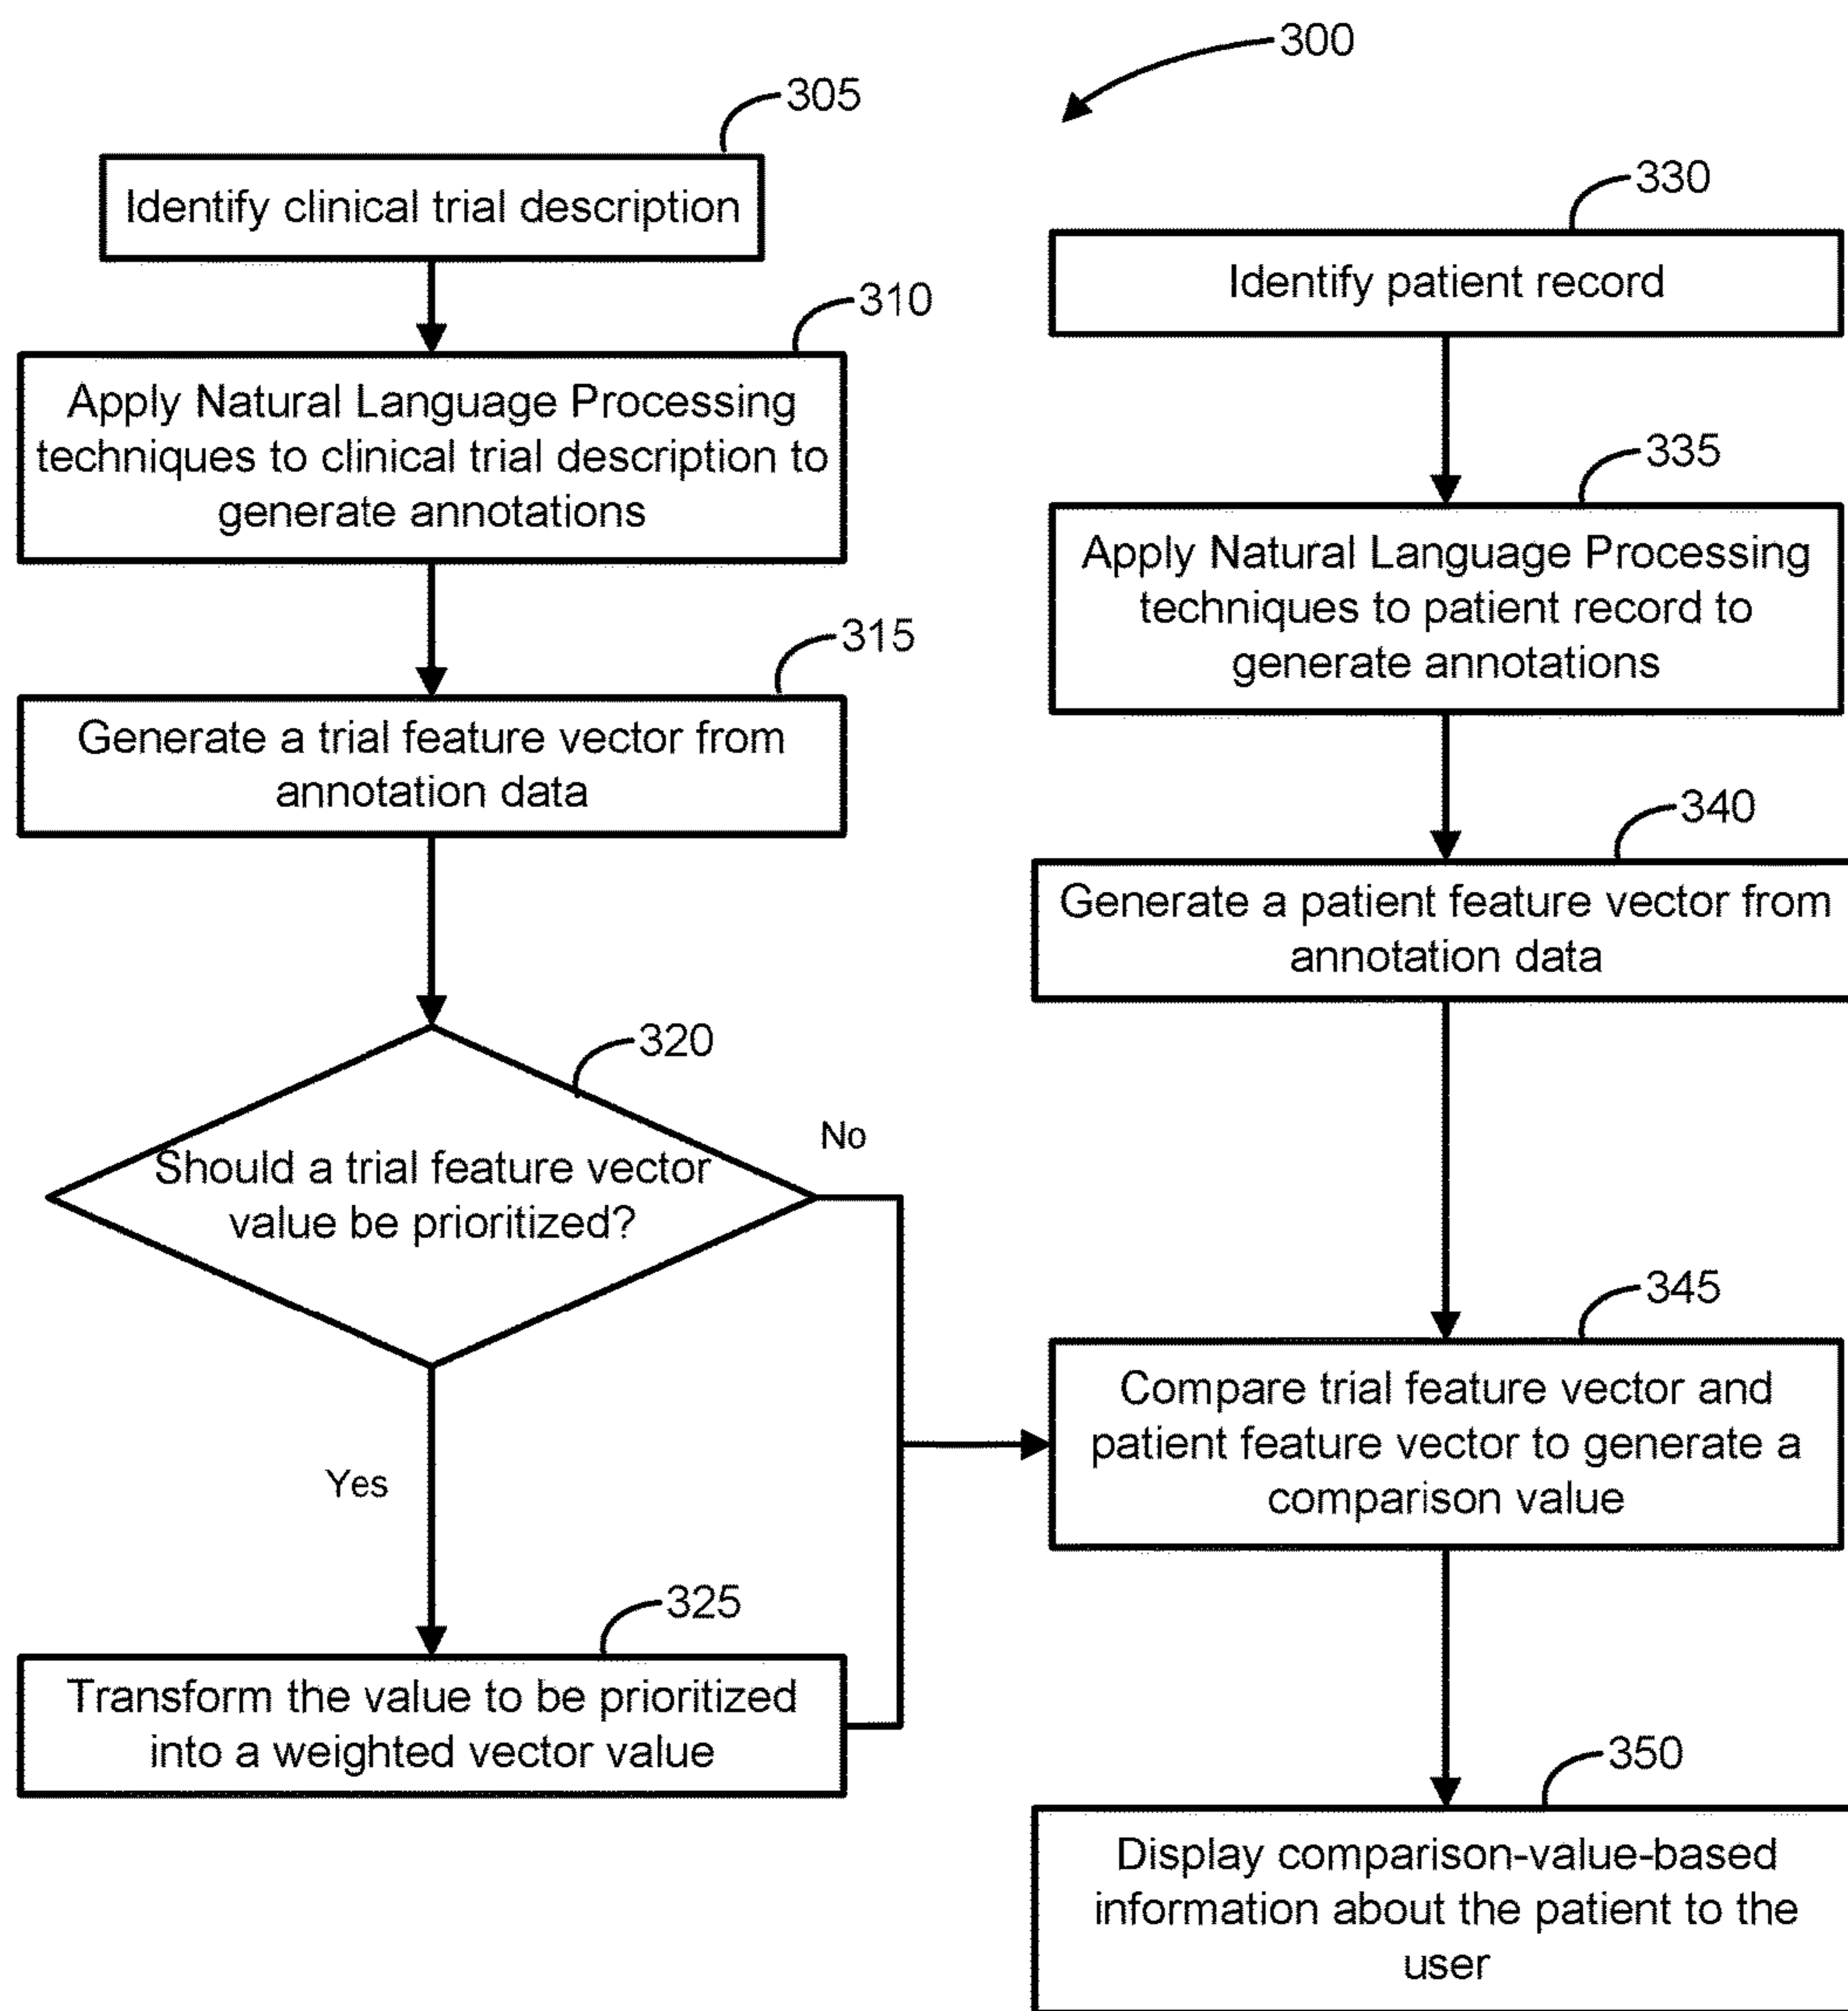 300
305
Identify clinical trial description
310
Apply Natural Language Processing
techniques to clinical trial description to
generate annotations
315
Generate a trial feature vector from
annotation data
320
Should a trial feature vector
value be prioritized?
No
Yes
325
Transform the value to be prioritized
into a weighted vector value
330
Identify patient record
335
Apply Natural Language Processing
techniques to patient record to
generate annotations
340
Generate a patient feature vector from
annotation data
345
Compare trial feature vector and
patient feature vector to generate a
comparison value
350
Display comparison-value-based
information about the patient to the
user